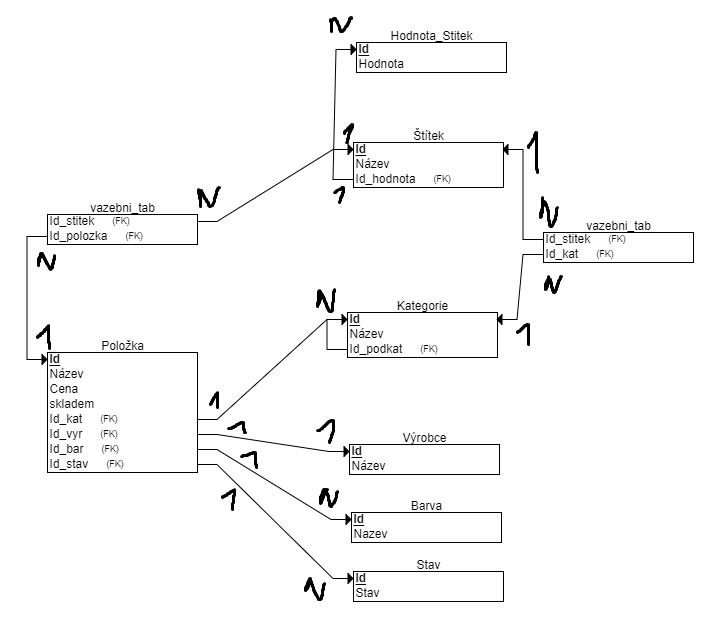 N
Hodnota_Stitek
Id
Hodnota
1
Štítek
Id
Název
Id_hodnota (FK)
1
1
N
vazebni_tab
Id_stitek (FK)
Id_polozka (FK)
N
N
vazebni_tab
Id_stitek (FK)
Id_kat (FK)
N
N
Kategorie
Id
Název
Id_podkat (FK)
1
1
Položka
Id
Název
Cena
skladem
Id_kat (FK)
Id_vyr (FK)
Id_bar (FK)
Id_stav (FK)
1
1
1
1
1
Výrobce
Id
Název
N
Barva
Id
Nazev
N
Stav
Id
Stav